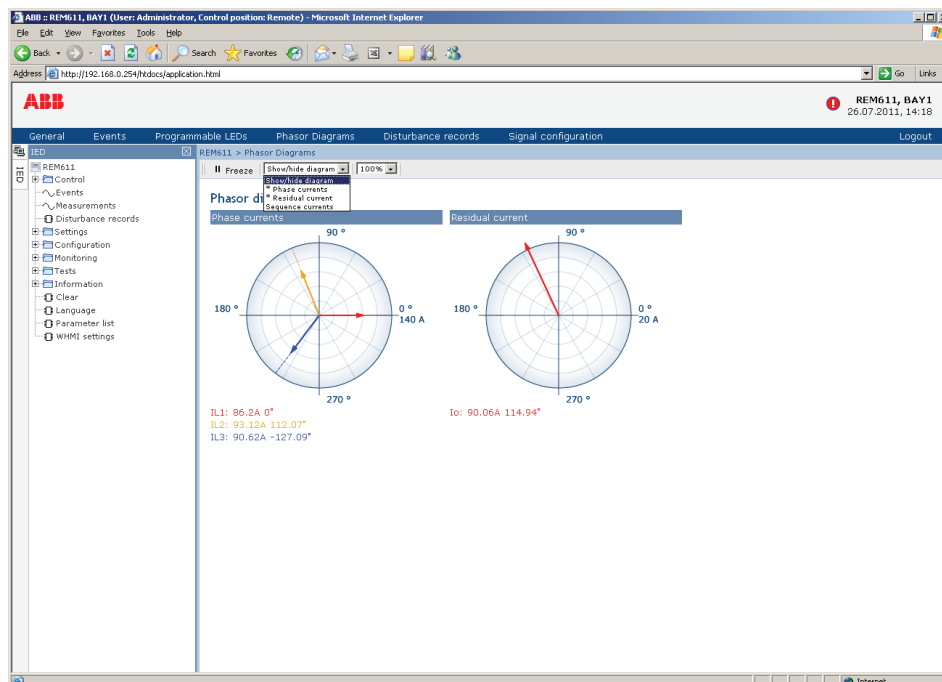 ABB :: REM611, BAY1 (User: Administrator, Control position: Remote) - Microsoft Internet Explorer
File Edit View Favorites Tools Help
Back Search Favorites
Address http://192.168.0.254/htdocs/application.html Go Links
ABB
REM611, BAY1
26.07.2011, 14:18
General Events Programmable LEDs Phasor Diagrams Disturbance records Signal configuration Logout
IED
IED
REM611
Control
Events
Measurements
Disturbance records
Settings
Configuration
Monitoring
Tests
Information
Clear
Language
Parameter list
WHMI settings
REM611 > Phasor Diagrams
Freeze Show/hide diagram 100%
Show/hide diagram
* Phase currents
* Residual current
Sequence currents
Phasor di
Phase currents
90 °
180 °
0 °
140 A
270 °
IL1: 86.2A 0°
IL2: 93.12A 112.07°
IL3: 90.62A -127.09°
Residual current
90 °
180 °
0 °
20 A
270 °
Io: 90.06A 114.94°
Internet